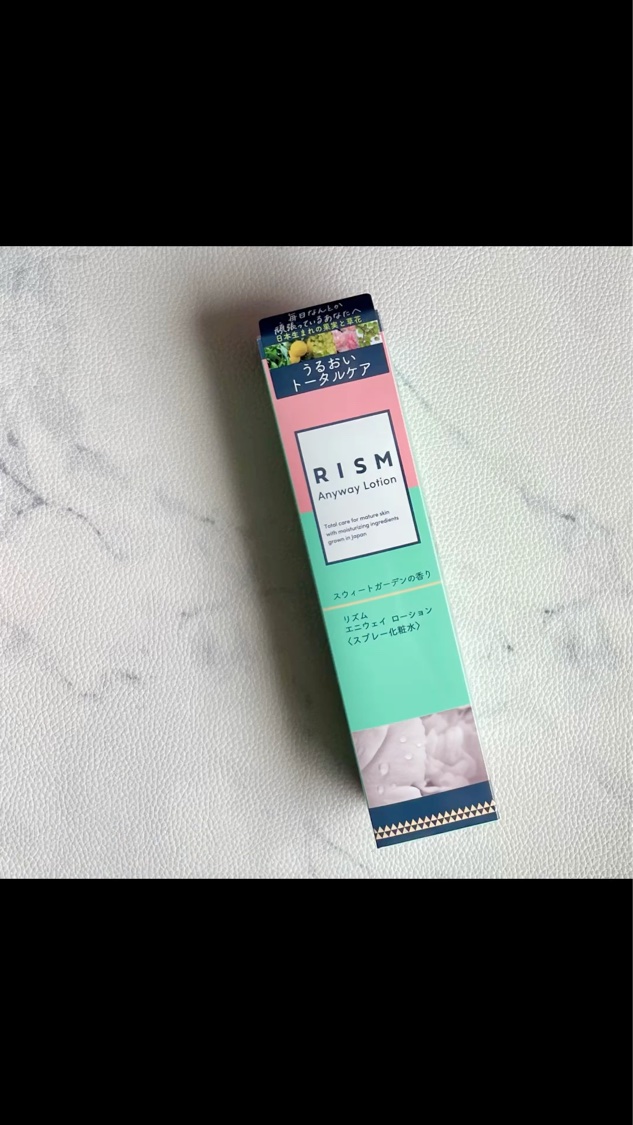 毎日なんとか
頑張っているあなたへ
日本生まれの果実と草花
うるおい
トータルケア
RISM
Anyway Lotion
Total care for mature skin
with moisturizing ingredients
grown in Japan
スウィートガーデンの香り
リズム
エニウェイ ローション
〈スプレー化粧水〉